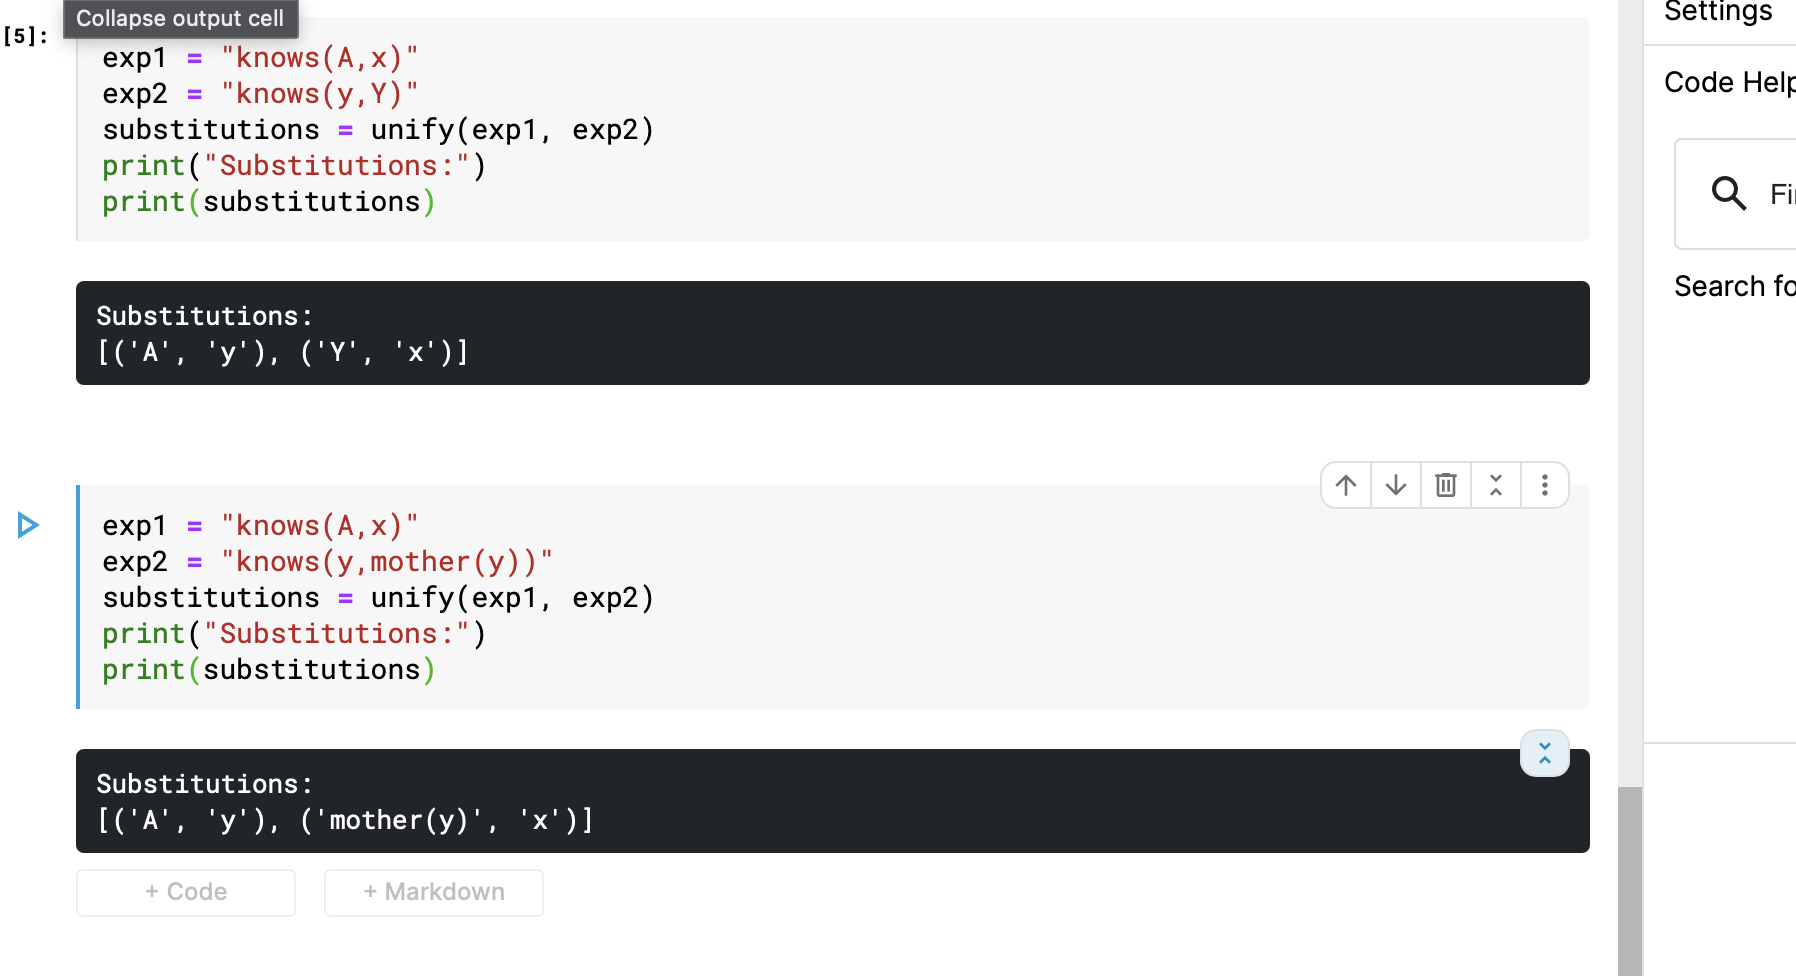 Collapse output cell
[5]:
exp1 = "knows(A,x)"
exp2 = "knows(y,Y)"
substitutions = unify(exp1, exp2)
print("Substitutions:")
print(substitutions)
Substitutions:
[('A', 'y'), ('Y', 'x')]
exp1 = "knows(A,x)"
exp2 = "knows(y,mother(y))"
substitutions = unify(exp1, exp2)
print("Substitutions:")
print(substitutions)
Substitutions:
[('A', 'y'), ('mother(y)', 'x')]
+ Code
+ Markdown
Settings
Code Help
Search